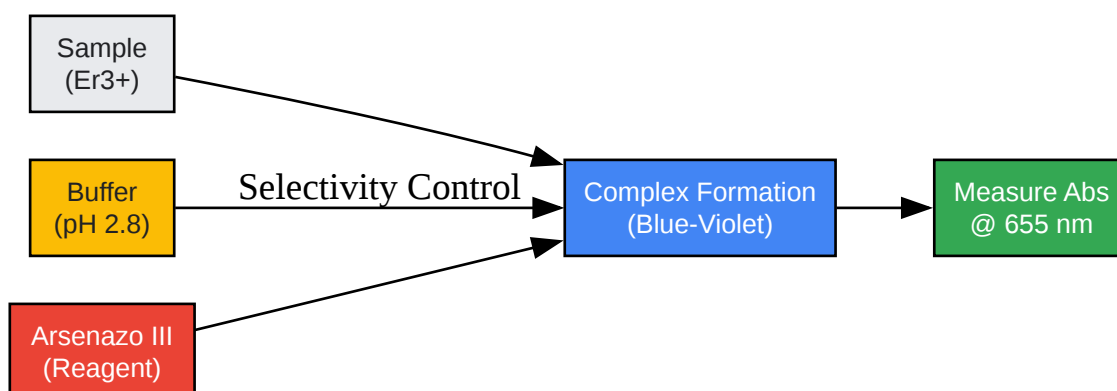 Sample
(Er3+)
Buffer
(pH 2.8)
Selectivity Control
Arsenazo III
(Reagent)
Complex Formation
(Blue-Violet)
Measure Abs
@ 655 nm